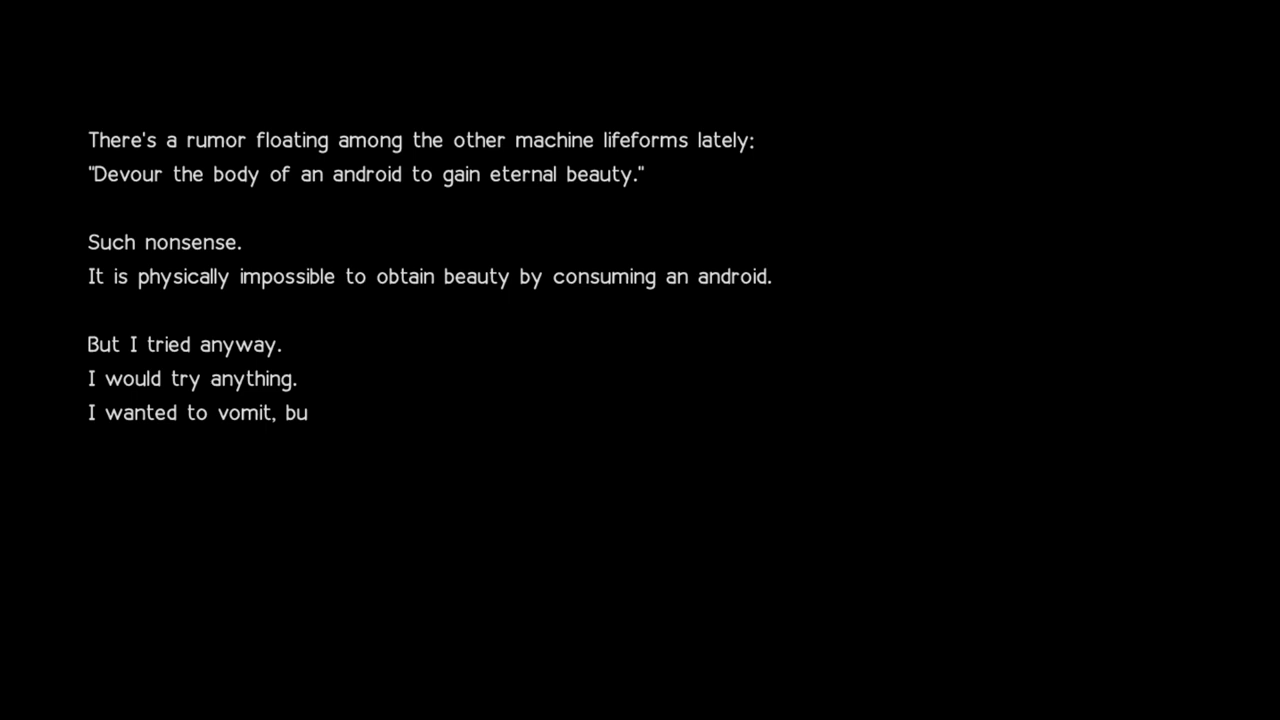 There's a rumor floating among the other machine lifeforms lately:
"Devour the body of an android to gain eternal beauty."
Such nonsense.
It is physically impossible to obtain beauty by consuming an android.
But I tried anyway.
I would try anything.
I wanted to vomit, bu